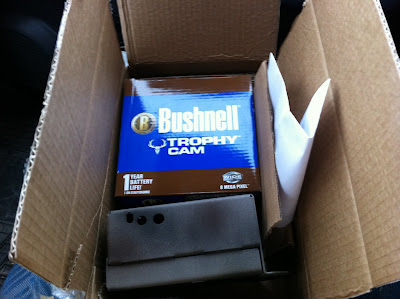 B Bushnell
TROPHY
CAM
1 YEAR
BATTERY
LIFE!
8 MEGA PIXEL